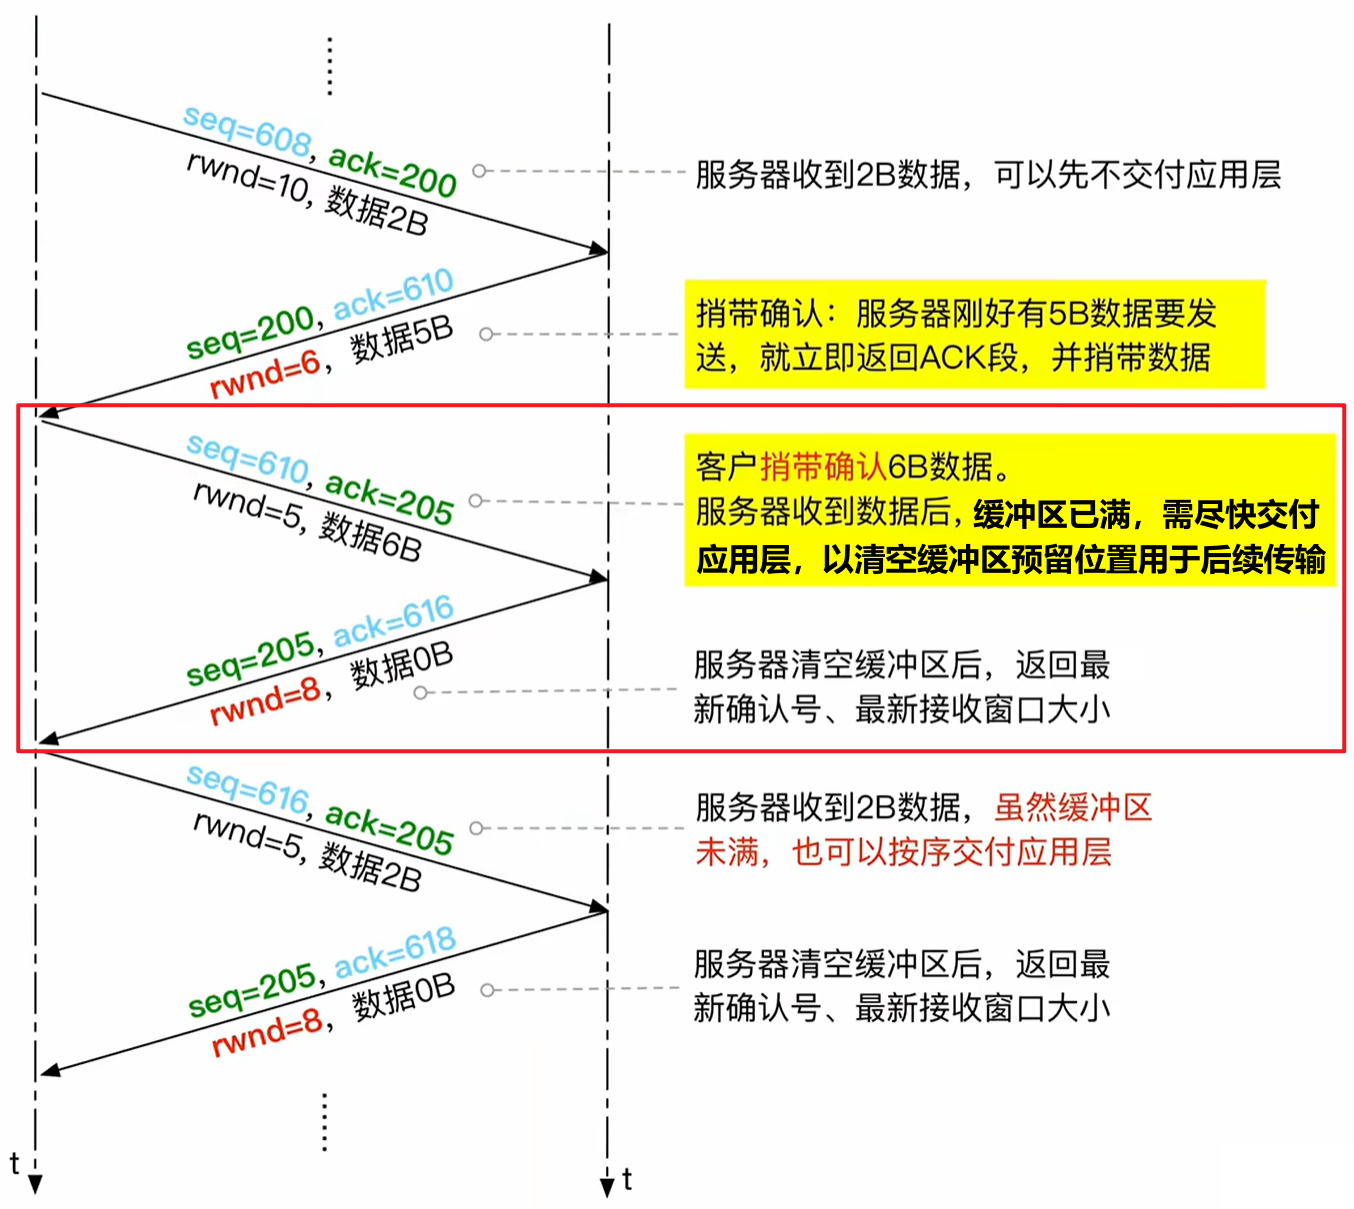 seq=608, ack=200
rwnd=10, 数据2B
服务器收到2B数据，可以先不交付应用层
seq=200, ack=610
rwnd=6，数据5B
捎带确认：服务器刚好有5B数据要发
送，就立即返回ACK段，并捎带数据
seq=610, ack=205
rwnd=5, 数据6B
客户捎带确认6B数据。
服务器收到数据后, 缓冲区已满，需尽快交付
应用层，以清空缓冲区预留位置用于后续传输
seq=205, ack=616
rwnd=8，数据0B
服务器清空缓冲区后，返回最
新确认号、最新接收窗口大小
seq=616, ack=205
rwnd=5, 数据2B
服务器收到2B数据，虽然缓冲区
未满，也可以按序交付应用层
seq=205, ack=618
rwnd=8，数据0B
服务器清空缓冲区后，返回最
新确认号、最新接收窗口大小
t
t